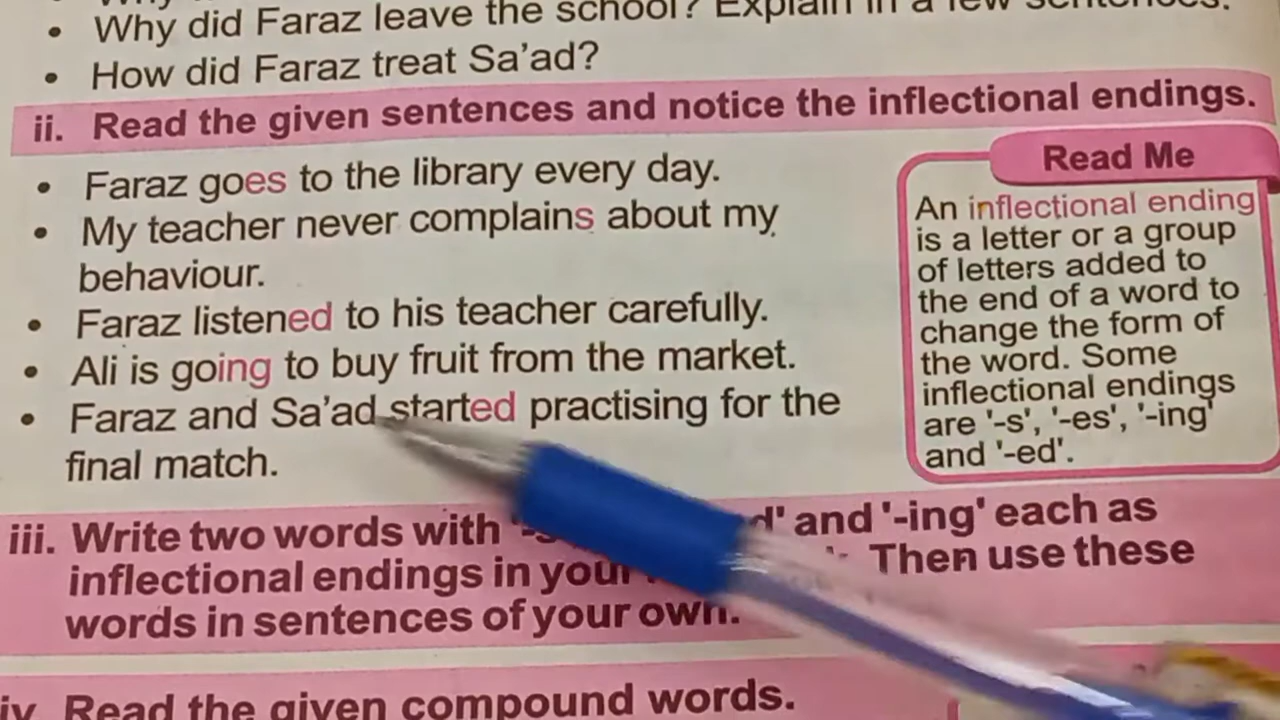 Why did Faraz leave the school? Explain in a few sentences.
• How did Faraz treat Sa'ad?
ii. Read the given sentences and notice the inflectional endings.
• Faraz goes to the library every day.
• My teacher never complains about my
behaviour.
• Faraz listened to his teacher carefully.
• Ali is going to buy fruit from the market.
• Faraz and Sa'ad started practising for the
final match.
Read Me
An inflectional ending
is a letter or a group
of letters added to
the end of a word to
change the form of
the word. Some
inflectional endings
are '-s', '-es', '-ing'
and '-ed'.
iii. Write two words with and '-ing' each as
inflectional endings in Then use these
words in sentences of your own.
iv. Read the given compound words.